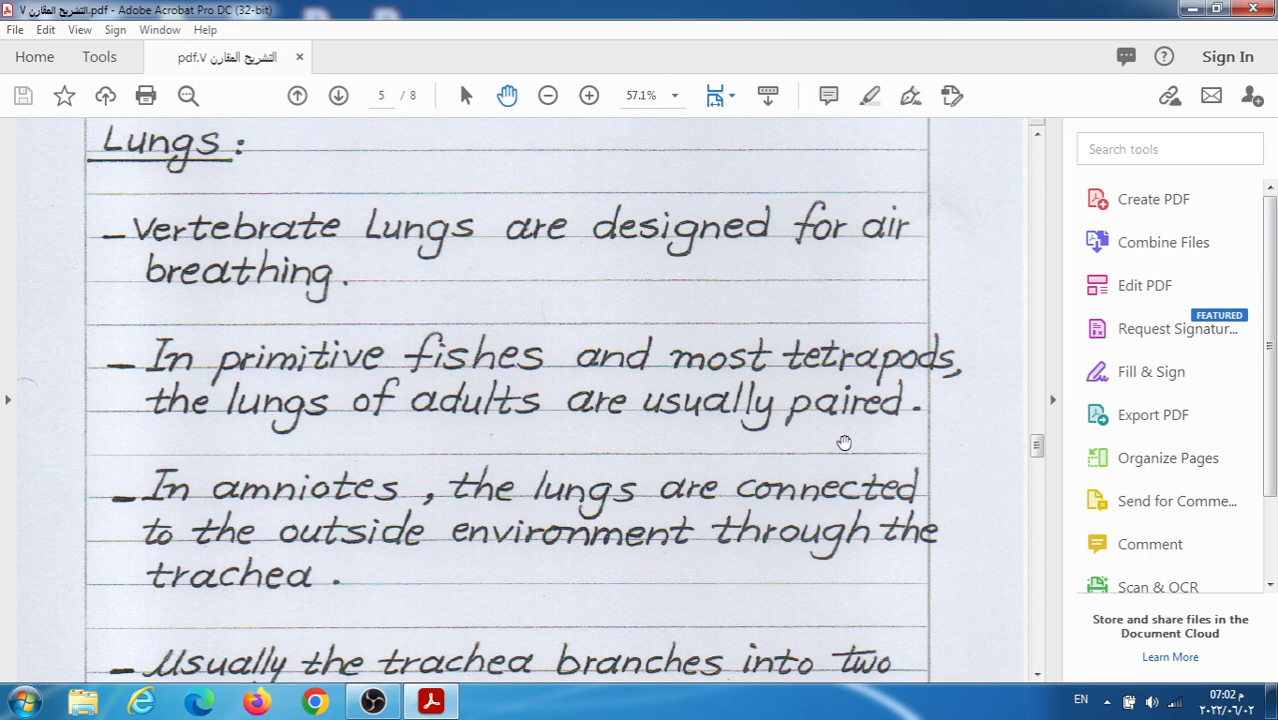 التشريح المقارن ٧.pdf - Adobe Acrobat Pro DC (32-bit)
File Edit View Sign Window Help
Home Tools التشريح المقارن ٧.pdf × Sign In
5 / 8 57.1%
Lungs :
- Vertebrate Lungs are designed for air
breathing.
- In primitive fishes and most tetrapods,
the lungs of adults are usually paired.
- In amniotes, the lungs are connected
to the outside environment through the
trachea.
- Usually the trachea branches into two
Search tools
Create PDF
Combine Files
Edit PDF
FEATURED
Request Signatur...
Fill & Sign
Export PDF
Organize Pages
Send for Comme...
Comment
Scan & OCR
Store and share files in the
Document Cloud
Learn More
EN
07:02 م
٢٠٢٢/٠٦/٠٢